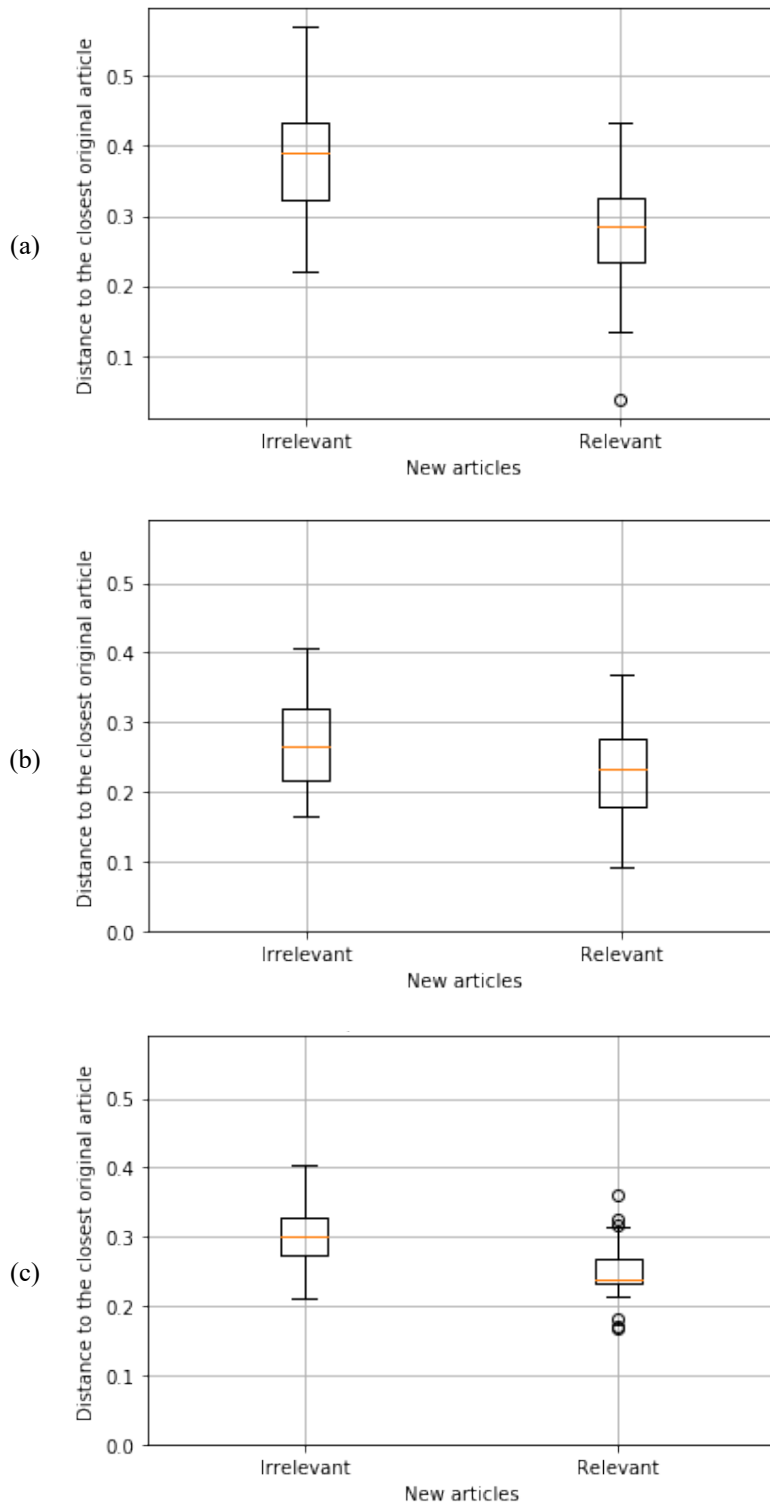 (a)
Distance to the closest original article
0.5
0.4
0.3
0.2
0.1
Irrelevant Relevant
New articles
(b)
Distance to the closest original article
0.5
0.4
0.3
0.2
0.1
0.0
Irrelevant Relevant
New articles
(c)
Distance to the closest original article
0.5
0.4
0.3
0.2
0.1
0.0
Irrelevant Relevant
New articles